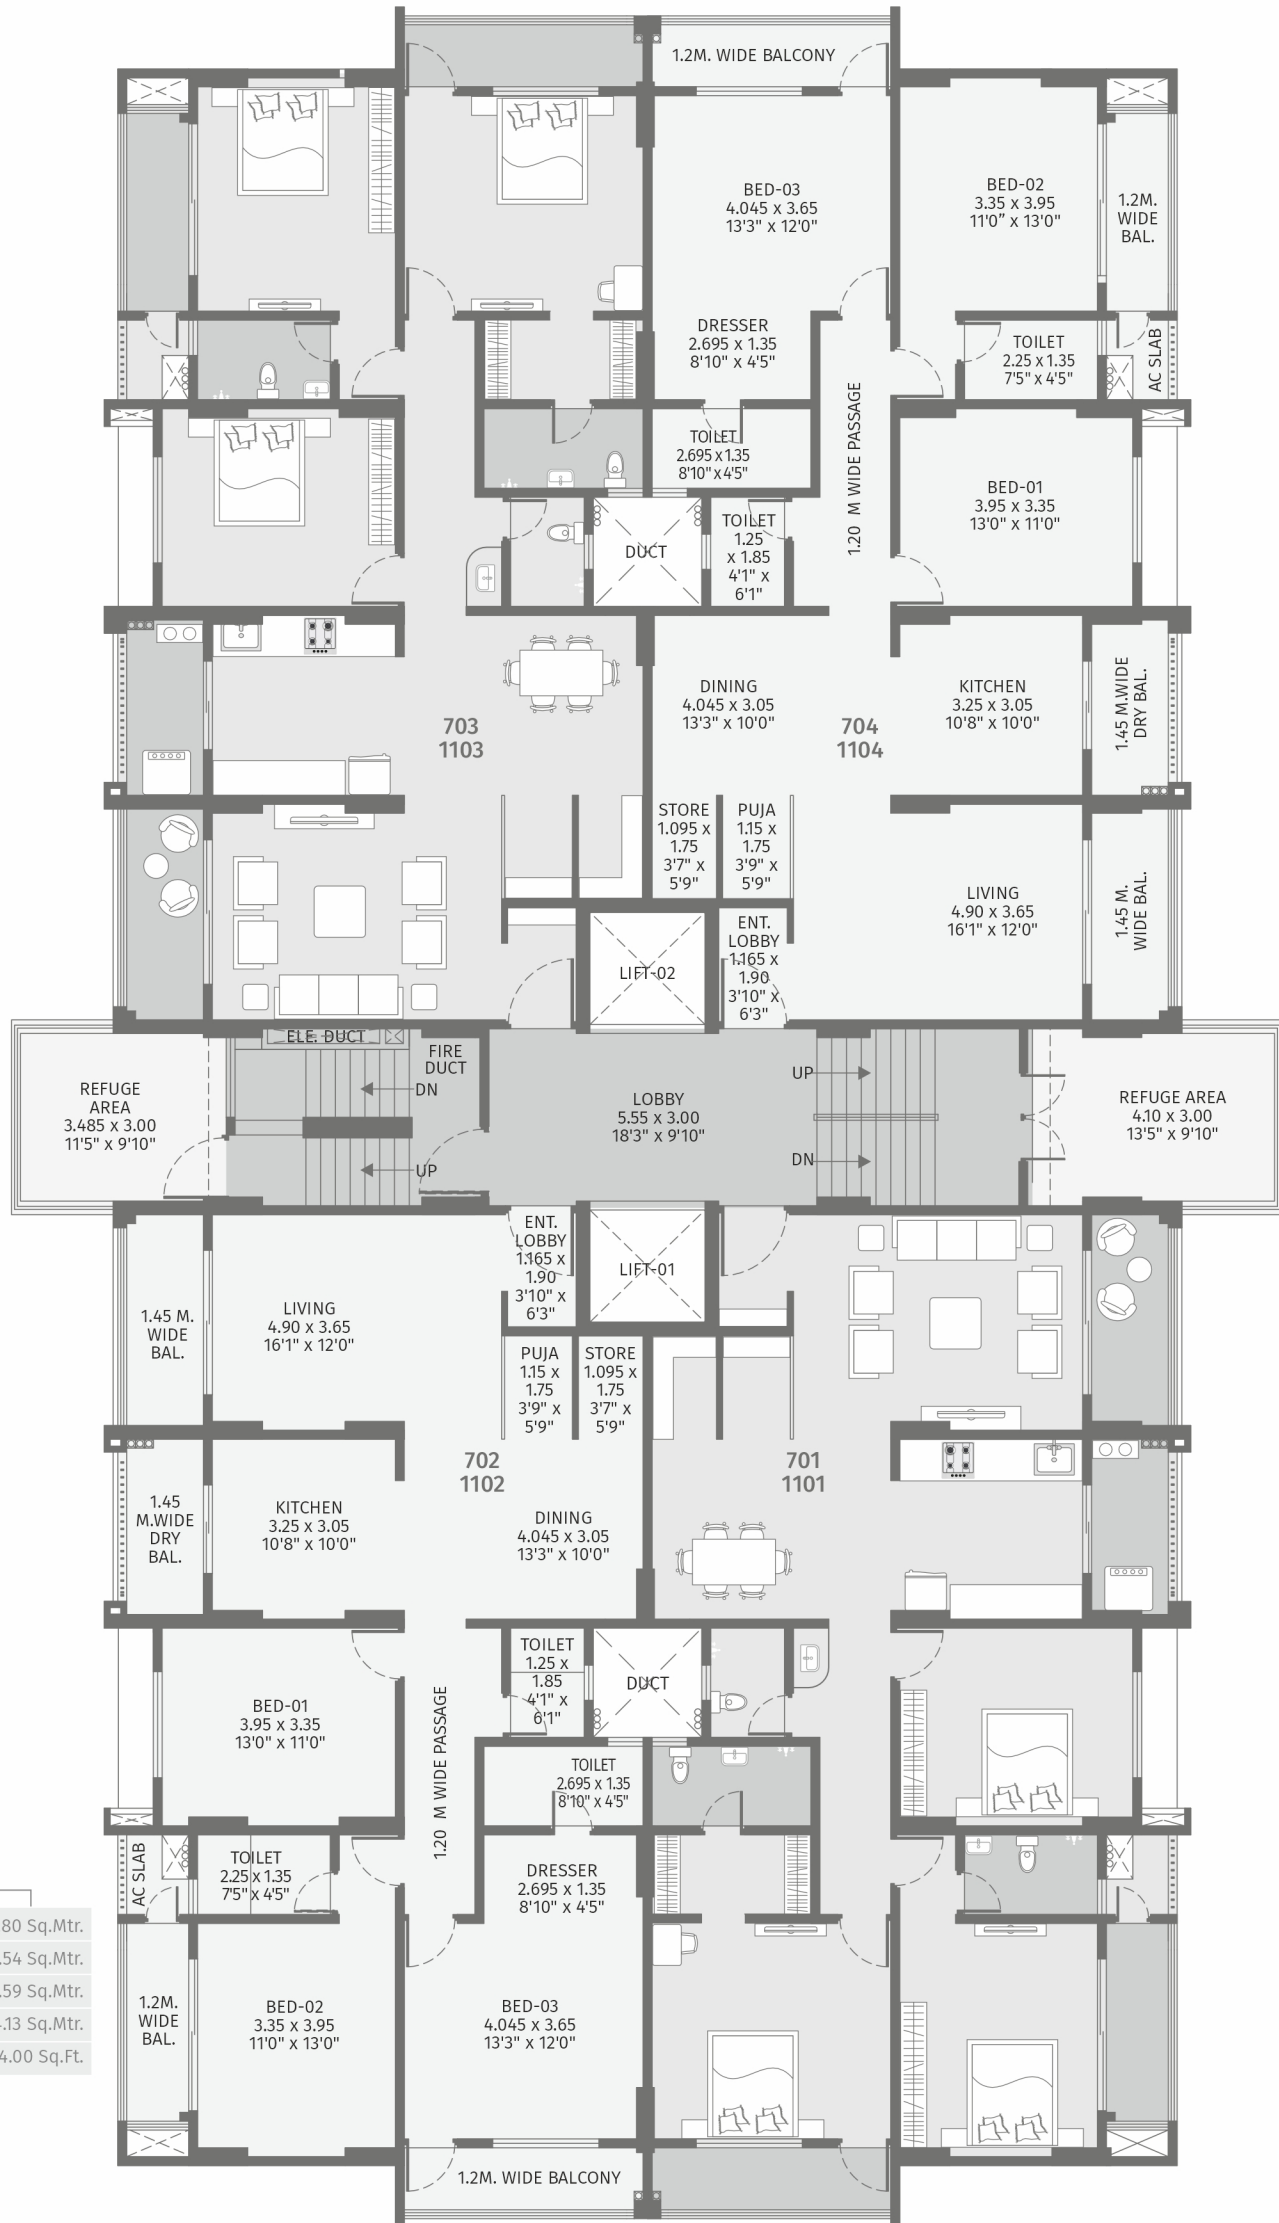 1.2M. WIDE BALCONY
BED-03
4.045 x 3.65
13'3" x 12'0"
BED-02
3.35 x 3.95
11'0” x 13'0"
1.2M.
WIDE
BAL.
DRESSER
2.695 x 1.35
8'10" x 4'5"
TOILET
2.25 x 1.35
7'5" x 4'5"
AC SLAB
TOILET
2.695 x 1.35
8'10" x 4'5"
1.20 M WIDE PASSAGE
BED-01
3.95 x 3.35
13'0" x 11'0"
DUCT
TOILET
1.25
x 1.85
4'1" x
6'1"
DINING
4.045 x 3.05
13'3" x 10'0"
KITCHEN
3.25 x 3.05
10'8" x 10'0"
1.45 M.WIDE
DRY BAL.
703
1103
704
1104
STORE
1.095 x
1.75
3'7" x
5'9"
PUJA
1.15 x
1.75
3'9" x
5'9"
LIVING
4.90 x 3.65
16'1" x 12'0"
1.45 M.
WIDE BAL.
LIFT-02
ENT.
LOBBY
1.165 x
1.90
3'10" x
6'3"
ELE. DUCT
FIRE
DUCT
DN
UP
REFUGE
AREA
3.485 x 3.00
11'5" x 9'10"
LOBBY
5.55 x 3.00
18'3" x 9'10"
UP
DN
REFUGE AREA
4.10 x 3.00
13'5" x 9'10"
ENT.
LOBBY
1.165 x
1.90
3'10" x
6'3"
LIFT-01
1.45 M.
WIDE
BAL.
LIVING
4.90 x 3.65
16'1" x 12'0"
PUJA
1.15 x
1.75
3'9" x
5'9"
STORE
1.095 x
1.75
3'7" x
5'9"
702
1102
701
1101
1.45
M.WIDE
DRY
BAL.
KITCHEN
3.25 x 3.05
10'8" x 10'0"
DINING
4.045 x 3.05
13'3" x 10'0"
TOILET
1.25 x
1.85
4'1" x
6'1"
DUCT
BED-01
3.95 x 3.35
13'0" x 11'0"
1.20 M WIDE PASSAGE
TOILET
2.695 x 1.35
8'10" x 4'5"
AC SLAB
TOILET
2.25 x 1.35
7'5" x 4'5"
DRESSER
2.695 x 1.35
8'10" x 4'5"
1.2M.
WIDE
BAL.
BED-02
3.35 x 3.95
11'0" x 13'0"
BED-03
4.045 x 3.65
13'3" x 12'0"
1.2M. WIDE BALCONY
80 Sq.Mtr.
.54 Sq.Mtr.
.59 Sq.Mtr.
.13 Sq.Mtr.
4.00 Sq.Ft.